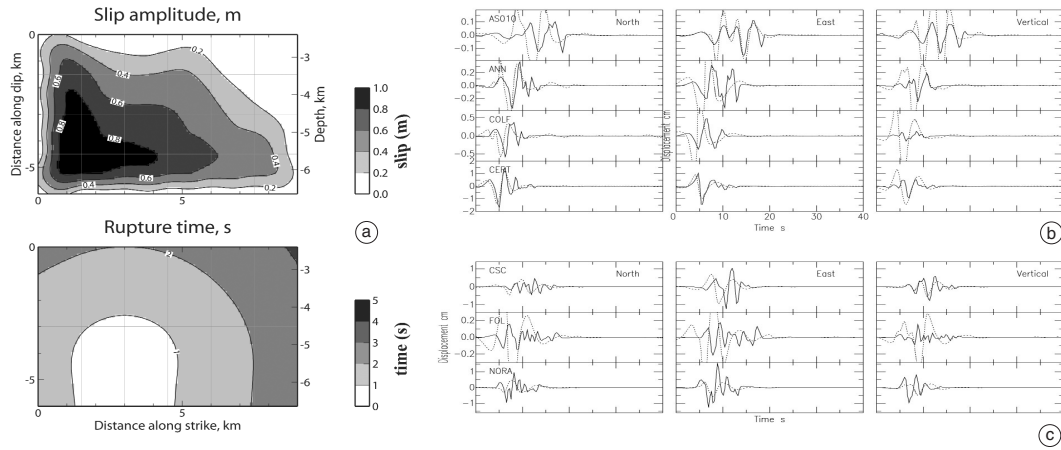 Slip amplitude, m
Distance along dip, km
Depth, km
0
-5
-3
-4
-5
-6
5
0.2
0.4
0.6
0.6
0.8
0.8
0.4
0.6
0.2
0.4
slip (m)
1.0
0.8
0.6
0.4
0.2
0.0
a
Rupture time, s
0
-5
-3
-4
-5
-6
2
1
0
5
Distance along strike, km
time (s)
5
4
3
2
1
0
AS010
North
East
Vertical
0.1
0.0
-0.1
ANN
0.2
0.0
-0.2
COLF
0.5
0.0
-0.5
CERT
1
0
-1
-2
Displacement cm
0
10
20
30
40
Time s
b
CSC
North
East
Vertical
1
0
-1
FOL
0.2
0.0
-0.2
NORA
1
0
-1
Displacement cm
Time s
c